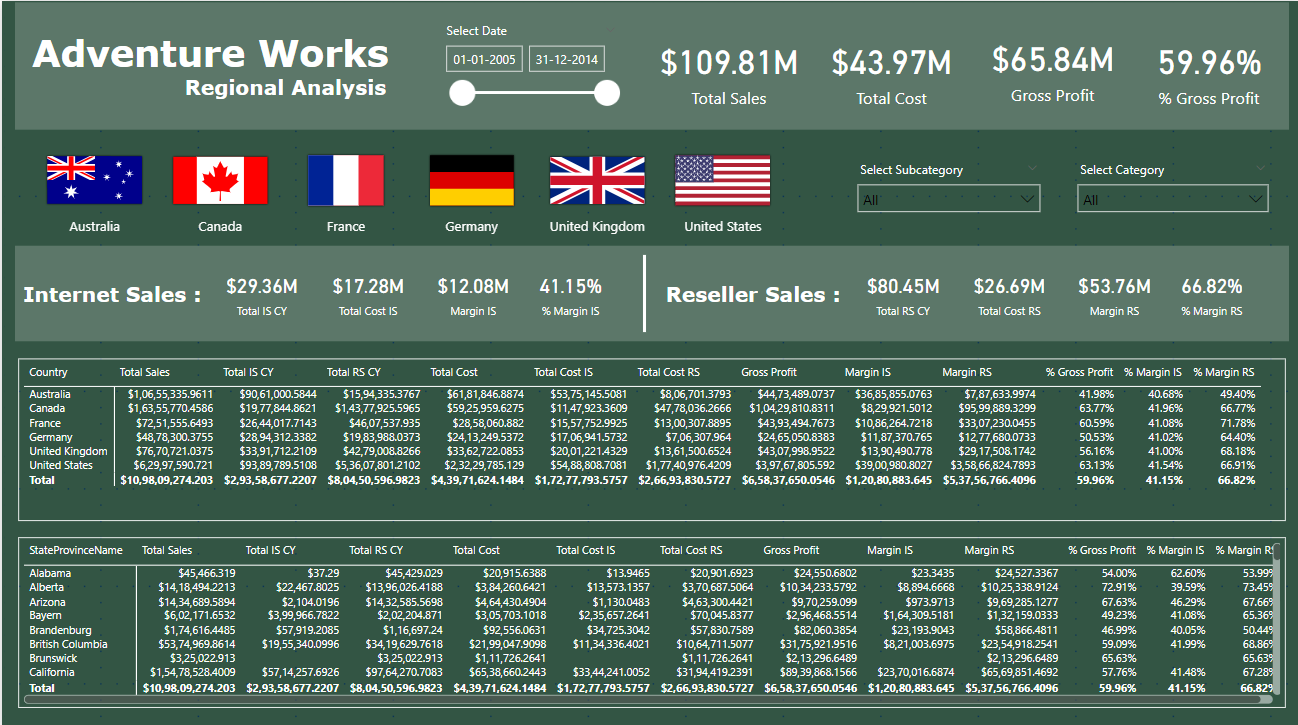 Adventure Works
Regional Analysis
Select Date
01-01-2005 31-12-2014
$109.81M $43.97M $65.84M 59.96%
Total Sales Total Cost Gross Profit % Gross Profit
Australia Canada France Germany United Kingdom United States
Select Subcategory Select Category
All All
Internet Sales : $29.36M $17.28M $12.08M 41.15%
Total IS CY Total Cost IS Margin IS % Margin IS
Reseller Sales : $80.45M $26.69M $53.76M 66.82%
Total RS CY Total Cost RS Margin RS % Margin RS
Country Total Sales Total IS CY Total RS CY Total Cost Total Cost IS Total Cost RS Gross Profit Margin IS Margin RS % Gross Profit % Margin IS % Margin RS
Australia $1,06,55,335.9611 $90,61,000.5844 $15,94,335.3767 $61,81,846.8874 $53,75,145.5081 $8,06,701.3793 $44,73,489.0737 $36,85,855.0763 $7,87,633.9974 41.98% 40.68% 49.40%
Canada $1,63,55,770.4586 $19,77,844.8621 $1,43,77,925.5965 $59,25,959.6275 $11,47,923.3609 $47,78,036.2666 $1,04,29,810.8311 $8,29,921.5012 $95,99,889.3299 63.77% 41.96% 66.77%
France $72,51,555.6493 $26,44,017.7143 $46,07,537.935 $28,58,060.882 $15,57,752.9925 $13,00,307.8895 $43,93,494.7673 $10,86,264.7218 $33,07,230.0455 60.59% 41.08% 71.78%
Germany $48,78,300.3755 $28,94,312.3382 $19,83,988.0373 $24,13,249.5372 $17,06,941.5732 $7,06,307.964 $24,65,050.8383 $11,87,370.765 $12,77,680.0733 50.53% 41.02% 64.40%
United Kingdom $76,70,721.0375 $33,91,712.2109 $42,79,008.8266 $33,62,722.0853 $20,01,221.4329 $13,61,500.6524 $43,07,998.9522 $13,90,490.778 $29,17,508.1742 56.16% 41.00% 68.18%
United States $6,29,97,590.721 $93,89,789.5108 $5,36,07,801.2102 $2,32,29,785.129 $54,88,808.7081 $1,77,40,976.4209 $3,97,67,805.592 $39,00,980.8027 $3,58,66,824.7893 63.13% 41.54% 66.91%
Total $10,98,09,274.203 $2,93,58,677.2207 $8,04,50,596.9823 $4,39,71,624.1484 $1,72,77,793.5757 $2,66,93,830.5727 $6,58,37,650.0546 $1,20,80,883.645 $5,37,56,766.4096 59.96% 41.15% 66.82%
StateProvinceName Total Sales Total IS CY Total RS CY Total Cost Total Cost IS Total Cost RS Gross Profit Margin IS Margin RS % Gross Profit % Margin IS % Margin RS
Alabama $45,466.319 $37.29 $45,429.029 $20,915.6388 $13.9465 $20,901.6923 $24,550.6802 $23.3435 $24,527.3367 54.00% 62.60% 53.99%
Alberta $14,18,494.2213 $22,467.8025 $13,96,026.4188 $3,84,260.6421 $13,573.1357 $3,70,687.5064 $10,34,233.5792 $8,894.6668 $10,25,338.9124 72.91% 39.59% 73.45%
Arizona $14,34,689.5894 $2,104.0196 $14,32,585.5698 $4,64,430.4904 $1,130.0483 $4,63,300.4421 $9,70,259.099 $973.9713 $9,69,285.1277 67.63% 46.29% 67.66%
Bayern $6,02,171.6532 $3,99,966.7822 $2,02,204.871 $3,05,703.1018 $2,35,657.2641 $70,045.8377 $2,96,468.5514 $1,64,309.5181 $1,32,159.0333 49.23% 41.08% 65.36%
Brandenburg $1,74,616.4485 $57,919.2085 $1,16,697.24 $92,556.0631 $34,725.3042 $57,830.7589 $82,060.3854 $23,193.9043 $58,866.4811 46.99% 40.05% 50.44%
British Columbia $53,74,969.8614 $19,55,340.0996 $34,19,629.7618 $21,99,047.9098 $11,34,336.4021 $10,64,711.5077 $31,75,921.9516 $8,21,003.6975 $23,54,918.2541 59.09% 41.99% 68.86%
Brunswick $3,25,022.913 $3,25,022.913 $1,11,726.2641 $1,11,726.2641 $2,13,296.6489 $2,13,296.6489 65.63% 65.63%
California $1,54,78,528.4009 $57,14,257.6926 $97,64,270.7083 $65,38,660.2443 $33,44,241.0052 $31,94,419.2391 $89,39,868.1566 $23,70,016.6874 $65,69,851.4692 57.76% 41.48% 67.28%
Total $10,98,09,274.203 $2,93,58,677.2207 $8,04,50,596.9823 $4,39,71,624.1484 $1,72,77,793.5757 $2,66,93,830.5727 $6,58,37,650.0546 $1,20,80,883.645 $5,37,56,766.4096 59.96% 41.15% 66.82%